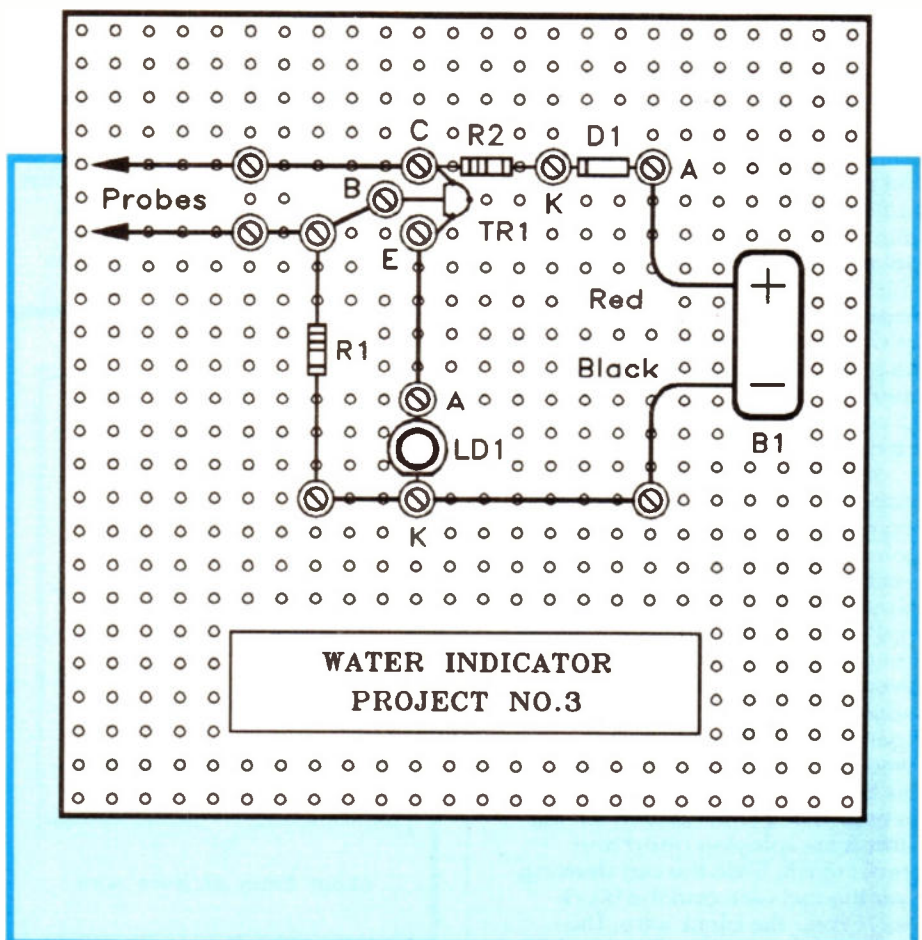 C R2 D1
A
Probes
B
K
TR1
E
Red
+
R1
Black
A
−
B1
LD1
K
WATER INDICATOR
PROJECT NO.3